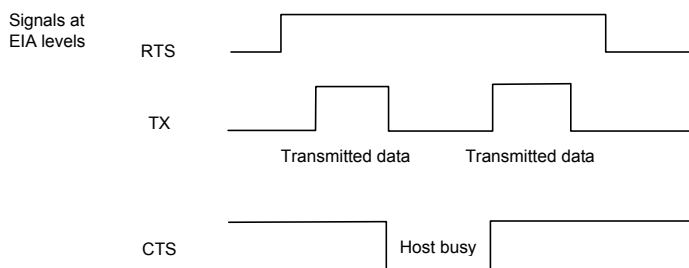 Signals at
EIA levels
RTS
TX
Transmitted data
Transmitted data
CTS
Host busy